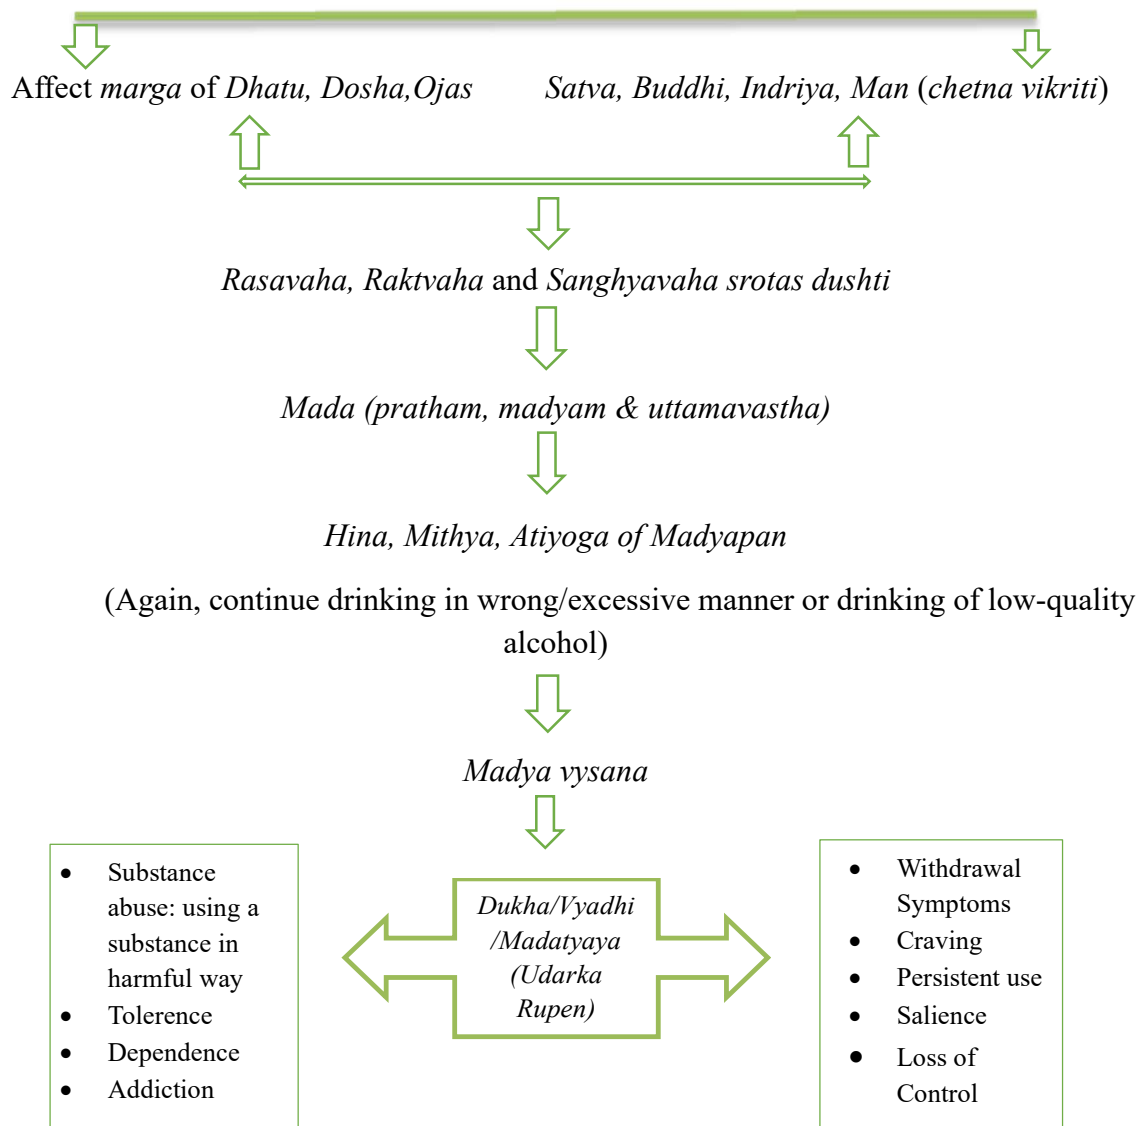 Affect marga of Dhatu, Dosha,Ojas
Satva, Buddhi, Indriya, Man (chetna vikriti)
Rasavaha, Raktvaha and Sanghyavaha srotas dushti
Mada (pratham, madyam & uttamavastha)
Hina, Mithya, Atiyoga of Madyapan
(Again, continue drinking in wrong/excessive manner or drinking of low-quality
alcohol)
Madya vysana
• Substance
abuse: using a
substance in
harmful way
• Tolerence
• Dependence
• Addiction
Dukha/Vyadhi
/Madatyaya
(Udarka
Rupen)
• Withdrawal
Symptoms
• Craving
• Persistent use
• Salience
• Loss of
Control